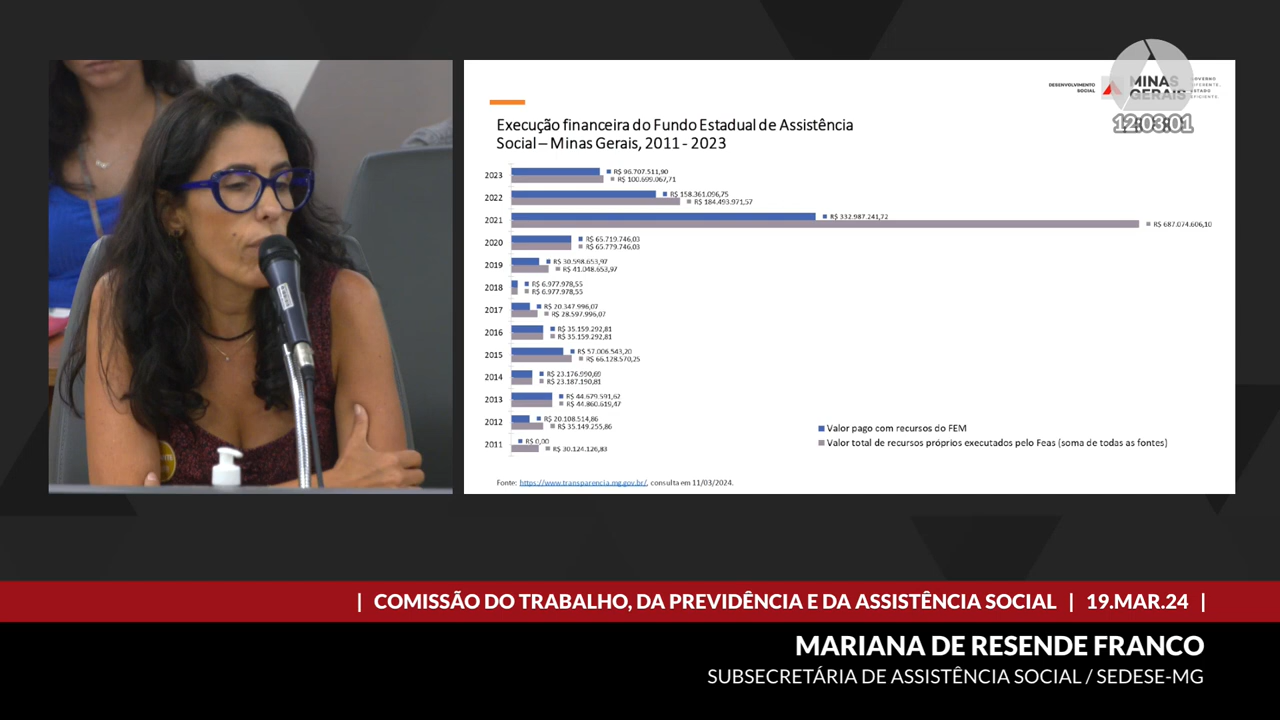 DESENVOLVIMENTO
SOCIAL
MINAS
GERAIS
GOVERNO
DIFERENTE.
ESTADO
EFICIENTE.
120301
Execução financeira do Fundo Estadual de Assistência
Social – Minas Gerais, 2011 - 2023
2023
R$ 96.707.511,90
R$ 100.699.067,71
2022
R$ 158.361.096,75
R$ 184.493.971,57
2021
R$ 332.987.241,72
R$ 687.074.606,10
2020
R$ 65.719.746,03
R$ 65.779.746,03
2019
R$ 30.598.653,97
R$ 41.048.653,97
2018
R$ 6.977.978,55
R$ 6.977.978,55
2017
R$ 20.347.996,07
R$ 28.597.996,07
2016
R$ 35.159.292,81
R$ 35.159.292,81
2015
R$ 57.006.543,20
R$ 66.128.570,25
2014
R$ 23.176.990,69
R$ 23.187.190,81
2013
R$ 44.679.591,62
R$ 44.860.619,47
2012
R$ 20.108.514,86
R$ 35.149.255,86
2011
R$ 0,00
R$ 30.124.126,83
Valor pago com recursos do FEM
Valor total de recursos próprios executados pelo Feas (soma de todas as fontes)
Fonte: https://www.transparencia.mg.gov.br/, consulta em 11/03/2024.
| COMISSÃO DO TRABALHO, DA PREVIDÊNCIA E DA ASSISTÊNCIA SOCIAL | 19.MAR.24 |
MARIANA DE RESENDE FRANCO
SUBSECRETÁRIA DE ASSISTÊNCIA SOCIAL / SEDESE-MG